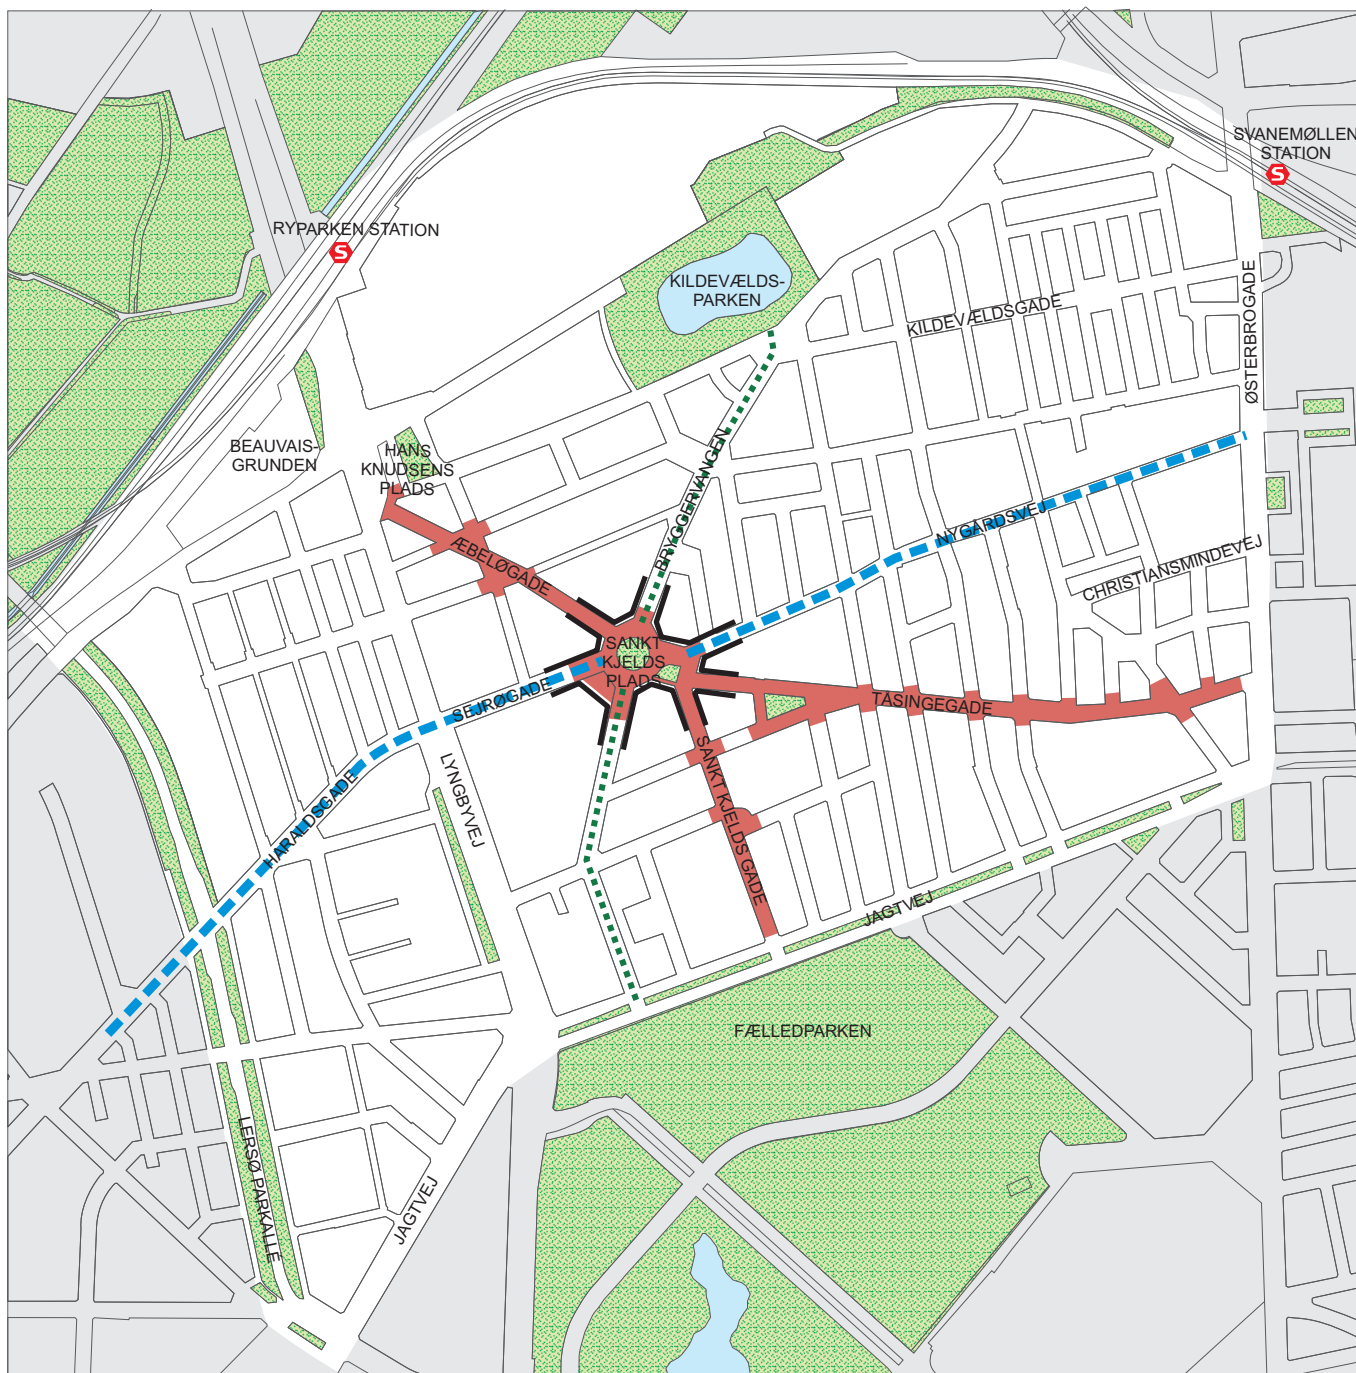 SVANEMØLLEN
STATION
S
RYPARKEN STATION
S
KILDEVÆLDS-
PARKEN
KILDEVÆLDSGADE
ØSTERBROGADE
BEAUVAIS-
GRUNDEN
HANS
KNUDSENS
PLADS
BRYGGERVANGEN
NYGÅRDSVEJ
ÆBELØGADE
CHRISTIANSMINDEVEJ
SANKT
KJELDS
PLADS
SEJRØGADE
TÅSINGEGADE
LYNGBYVEJ
SANKT KJELDS GADE
HARALDSGADE
JAGTVEJ
FÆLLEDPARKEN
LERSØ PARKALLE
JAGTVEJ